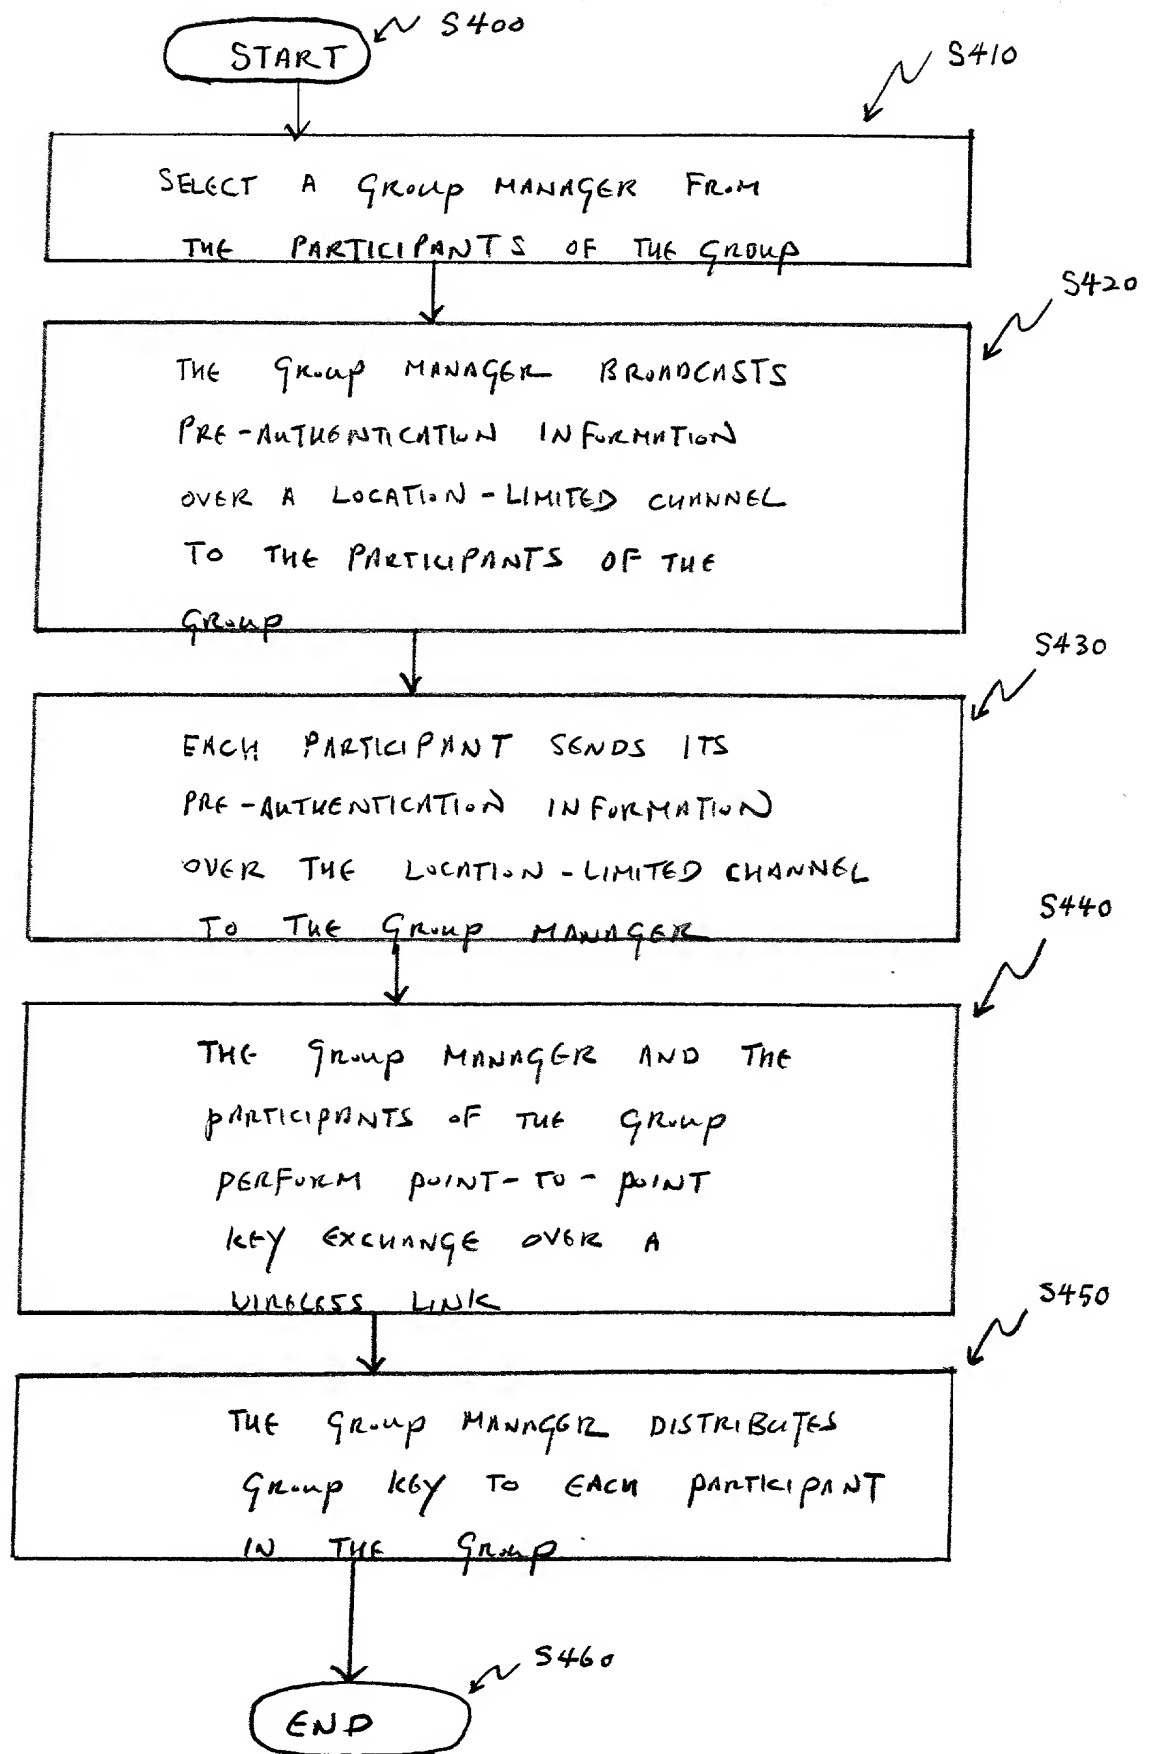 START
S400
S410
SELECT A GROUP MANAGER FROM
THE PARTICIPANTS OF THE GROUP
S420
THE GROUP MANAGER BROADCASTS
PRE-AUTHENTICATION INFORMATION
OVER A LOCATION-LIMITED CHANNEL
TO THE PARTICIPANTS OF THE
GROUP
S430
EACH PARTICIPANT SENDS ITS
PRE-AUTHENTICATION INFORMATION
OVER THE LOCATION-LIMITED CHANNEL
TO THE GROUP MANAGER
S440
THE GROUP MANAGER AND THE
PARTICIPANTS OF THE GROUP
PERFORM POINT-TO-POINT
KEY EXCHANGE OVER A
WIRELESS LINK
S450
THE GROUP MANAGER DISTRIBUTES
GROUP KEY TO EACH PARTICIPANT
IN THE GROUP
S460
END